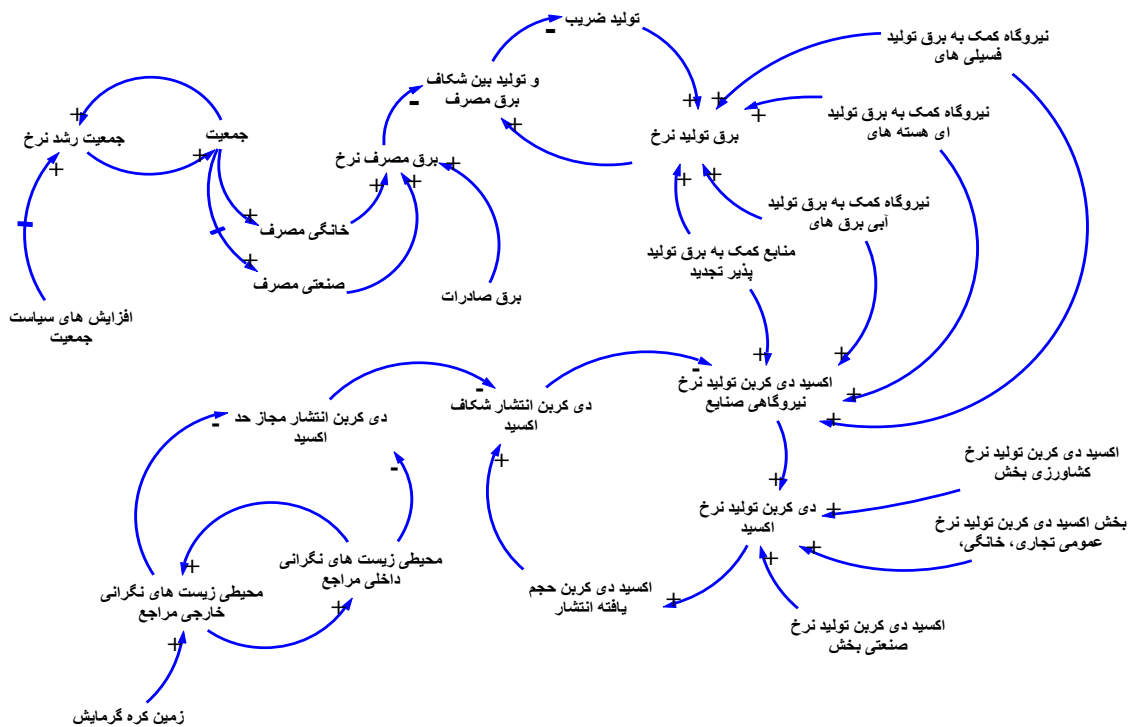 تولید ضریب
و تولید بین شکاف
برق مصرف
نیروگاه کمک به برق تولید
فسیلی های
نیروگاه کمک به برق تولید
ای هسته های
برق تولید نرخ
جمعیت
جمعیت رشد نرخ
برق مصرف نرخ
نیروگاه کمک به برق تولید
آبی برق های
خانگی مصرف
صنعتی مصرف
منابع کمک به برق تولید
پذیر تجدید
برق صادرات
افزایش های سیاست
جمعیت
اکسید دی کربن تولید نرخ
نیروگاهی صنایع
دی کربن انتشار شکاف
اکسید
دی کربن انتشار مجاز حد
اکسید
اکسید دی کربن تولید نرخ
کشاورزی بخش
دی کربن تولید نرخ
اکسید
بخش اکسید دی کربن تولید نرخ
عمومی تجاری، خانگی،
محیطی زیست های نگرانی
داخلی مراجع
محیطی زیست های نگرانی
خارجی مراجع
اکسید دی کربن حجم
یافته انتشار
اکسید دی کربن تولید نرخ
صنعتی بخش
زمین کره گرمایش